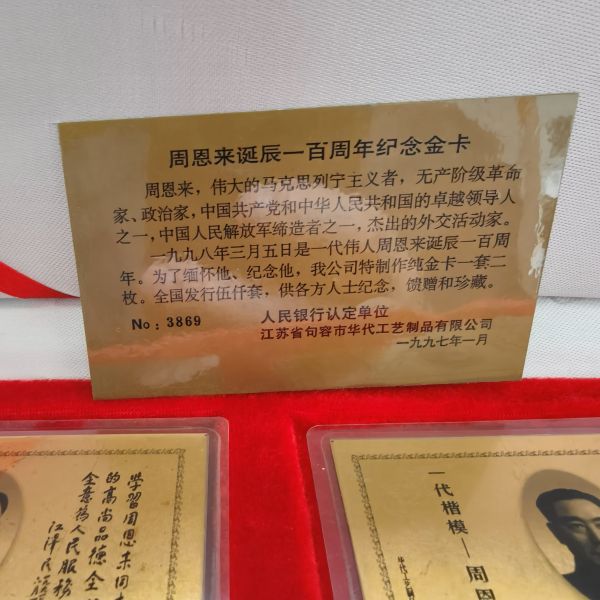 周恩来诞辰一百周年纪念金卡
周恩来，伟大的马克思列宁主义者，无产阶级革命
家、政治家，中国共产党和中华人民共和国的卓越领导人
之一，中国人民解放军缔造者之一，杰出的外交活动家。
一九九八年三月五日是一代伟人周恩来诞辰一百周
年。为了缅怀他、纪念他，我公司特制作纯金卡一套二
枚。全国发行伍仟套，供各方人士纪念，馈赠和珍藏。
No：3869
人民银行认定单位
江苏省句容市华代工艺制品有限公司
一九九七年一月
学習周恩来同
的高尚品德全
全意為人民服務
江泽民
一代楷模—周恩